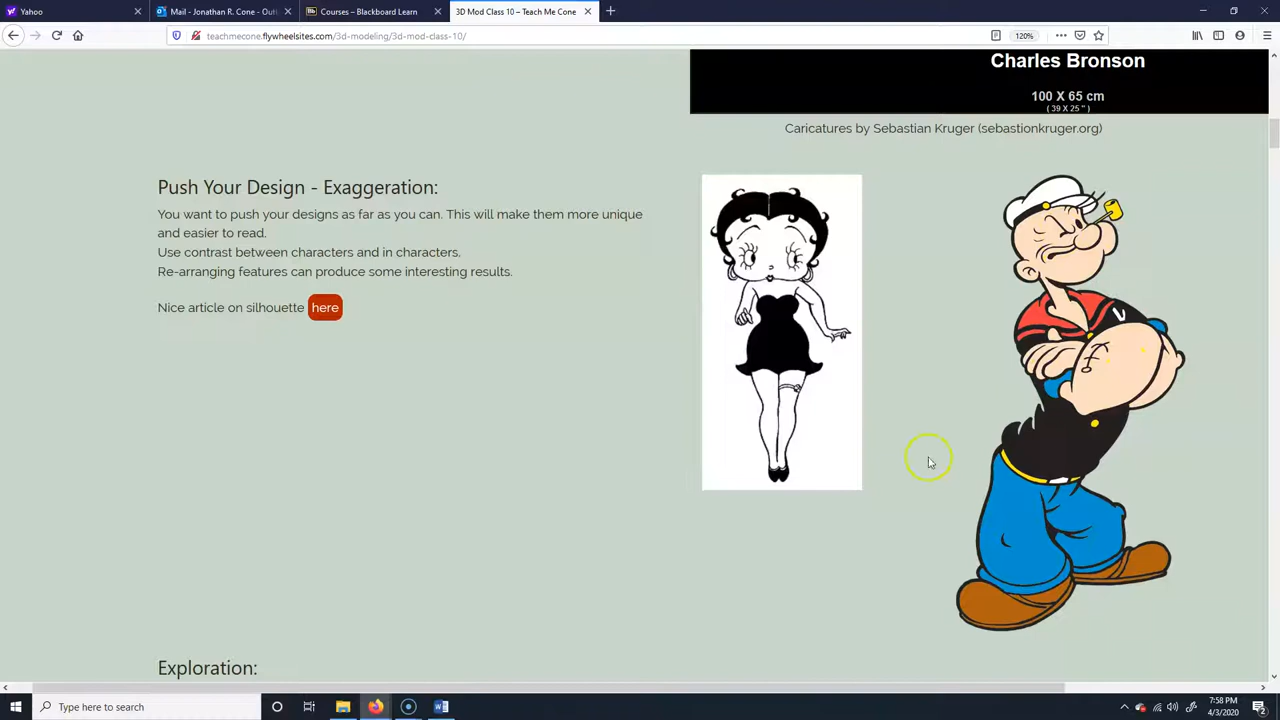 Yahoo
Mail - Jonathan R. Cone - Out
Courses – Blackboard Learn
3D Mod Class 10 – Teach Me Cone
teachmecone.flywheelsites.com/3d-modeling/3d-mod-class-10/
120%
Charles Bronson
100 X 65 cm
( 39 X 25 " )
Caricatures by Sebastian Kruger (sebastionkruger.org)
Push Your Design - Exaggeration:
You want to push your designs as far as you can. This will make them more unique
and easier to read.
Use contrast between characters and in characters.
Re-arranging features can produce some interesting results.
Nice article on silhouette here
Exploration:
Type here to search
7:58 PM
4/3/2020
2